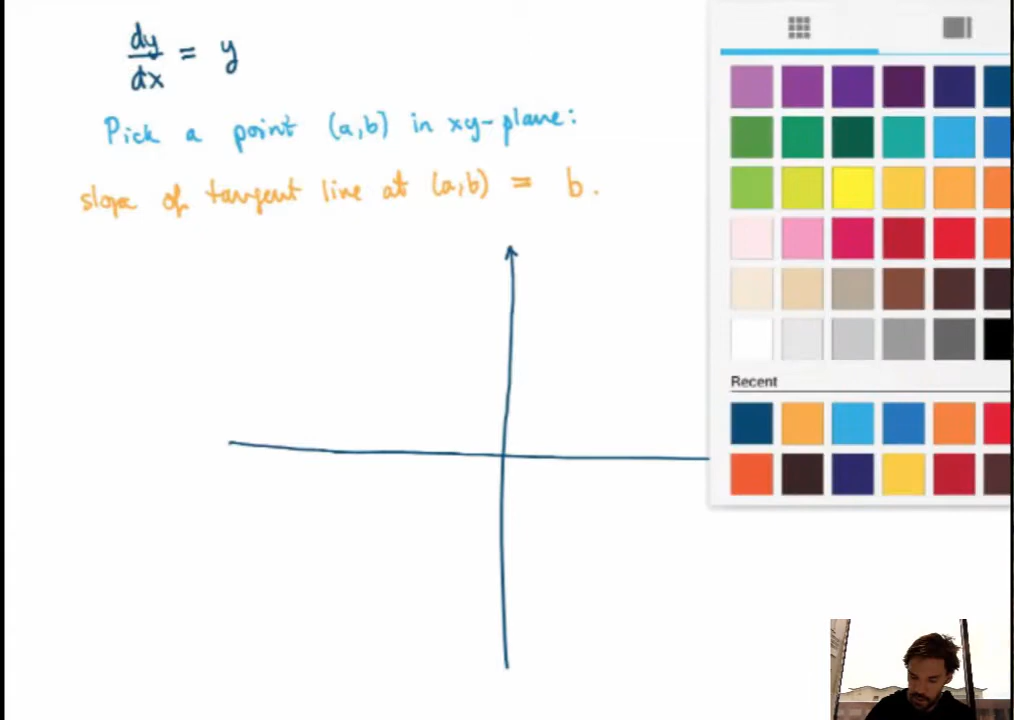 dy/dx = y
Pick a point (a,b) in xy-plane:
slope of tangent line at (a,b) = b.
Recent